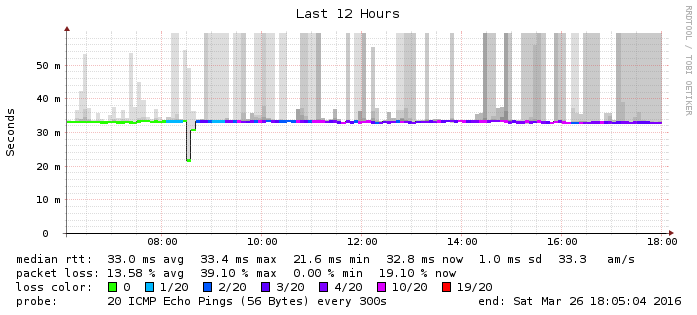 Last 12 Hours
RRDTOOL / TOBI OETIKER
Seconds
50 m
40 m
30 m
20 m
10 m
0
08:00 10:00 12:00 14:00 16:00 18:00
median rtt: 33.0 ms avg 33.4 ms max 21.6 ms min 32.8 ms now 1.0 ms sd 33.3 am/s
packet loss: 13.58 % avg 39.10 % max 0.00 % min 19.10 % now
loss color: 0 1/20 2/20 3/20 4/20 10/20 19/20
probe: 20 ICMP Echo Pings (56 Bytes) every 300s end: Sat Mar 26 18:05:04 2016